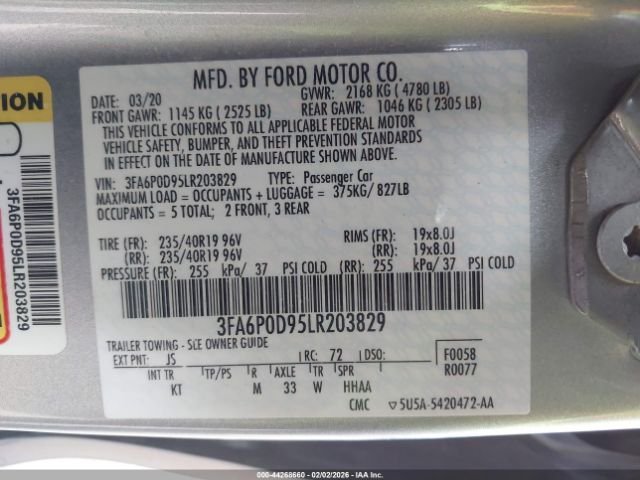 TION
3FA6P0D95LR203829
MFD. BY FORD MOTOR CO.
DATE: 03/20 GVWR: 2168 KG ( 4780 LB)
FRONT GAWR: 1145 KG ( 2525 LB) REAR GAWR: 1046 KG ( 2305 LB)
THIS VEHICLE CONFORMS TO ALL APPLICABLE FEDERAL MOTOR
VEHICLE SAFETY, BUMPER, AND THEFT PREVENTION STANDARDS
IN EFFECT ON THE DATE OF MANUFACTURE SHOWN ABOVE.
VIN: 3FA6P0D95LR203829 TYPE: Passenger Car
MAXIMUM LOAD = OCCUPANTS + LUGGAGE = 375KG/ 827LB
OCCUPANTS = 5 TOTAL; 2 FRONT, 3 REAR
TIRE (FR): 235/40R19 96V RIMS (FR): 19x8.0J
(RR): 235/40R19 96V (RR): 19x8.0J
PRESSURE (FR): 255 kPa/ 37 PSI COLD (RR): 255 kPa/ 37 PSI COLD
3FA6P0D95LR203829
TRAILER TOWING - SEE OWNER GUIDE
EXT PNT: JS RC: 72 DSO: F0058
INT TR TP/PS R AXLE TR SPR R0077
KT M 33 W HHAA
CMC ▽5U5A-5420472-AA
000-44268660 - 02/02/2026 - IAA, Inc.